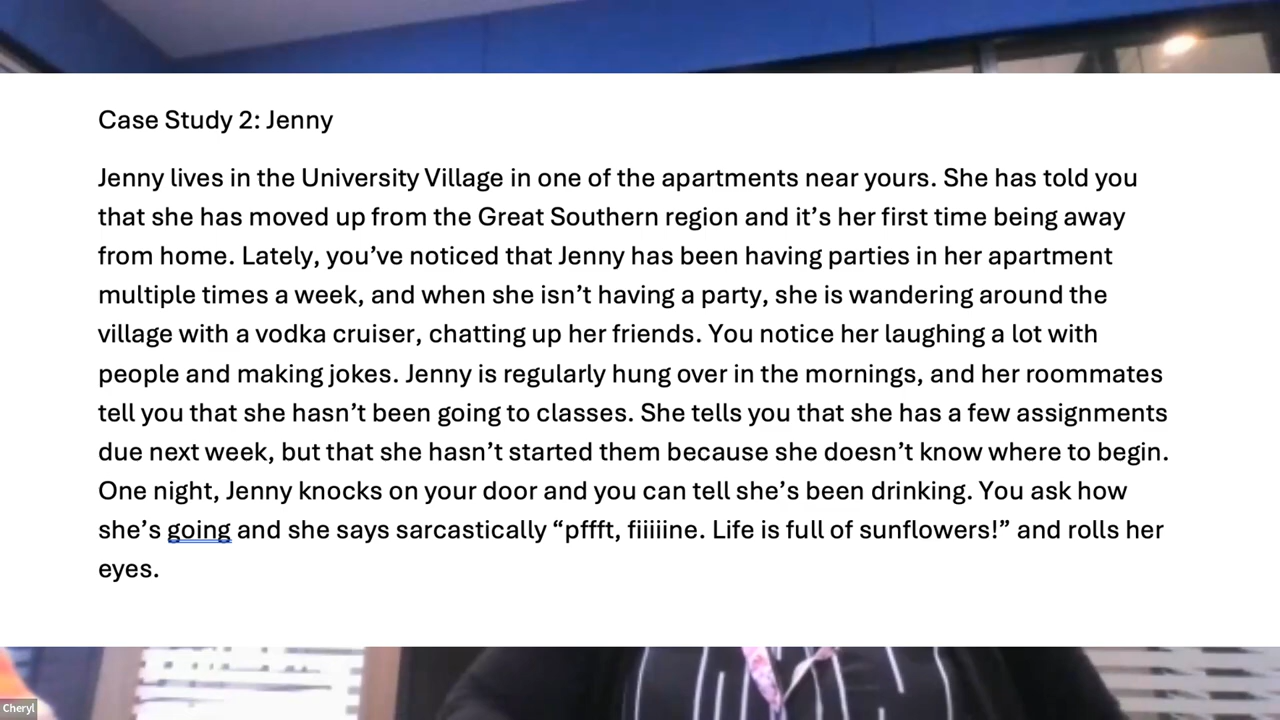 Case Study 2: Jenny
Jenny lives in the University Village in one of the apartments near yours. She has told you
that she has moved up from the Great Southern region and it’s her first time being away
from home. Lately, you’ve noticed that Jenny has been having parties in her apartment
multiple times a week, and when she isn’t having a party, she is wandering around the
village with a vodka cruiser, chatting up her friends. You notice her laughing a lot with
people and making jokes. Jenny is regularly hung over in the mornings, and her roommates
tell you that she hasn’t been going to classes. She tells you that she has a few assignments
due next week, but that she hasn’t started them because she doesn’t know where to begin.
One night, Jenny knocks on your door and you can tell she’s been drinking. You ask how
she’s going and she says sarcastically “pffft, fiiiiine. Life is full of sunflowers!” and rolls her
eyes.
Cheryl